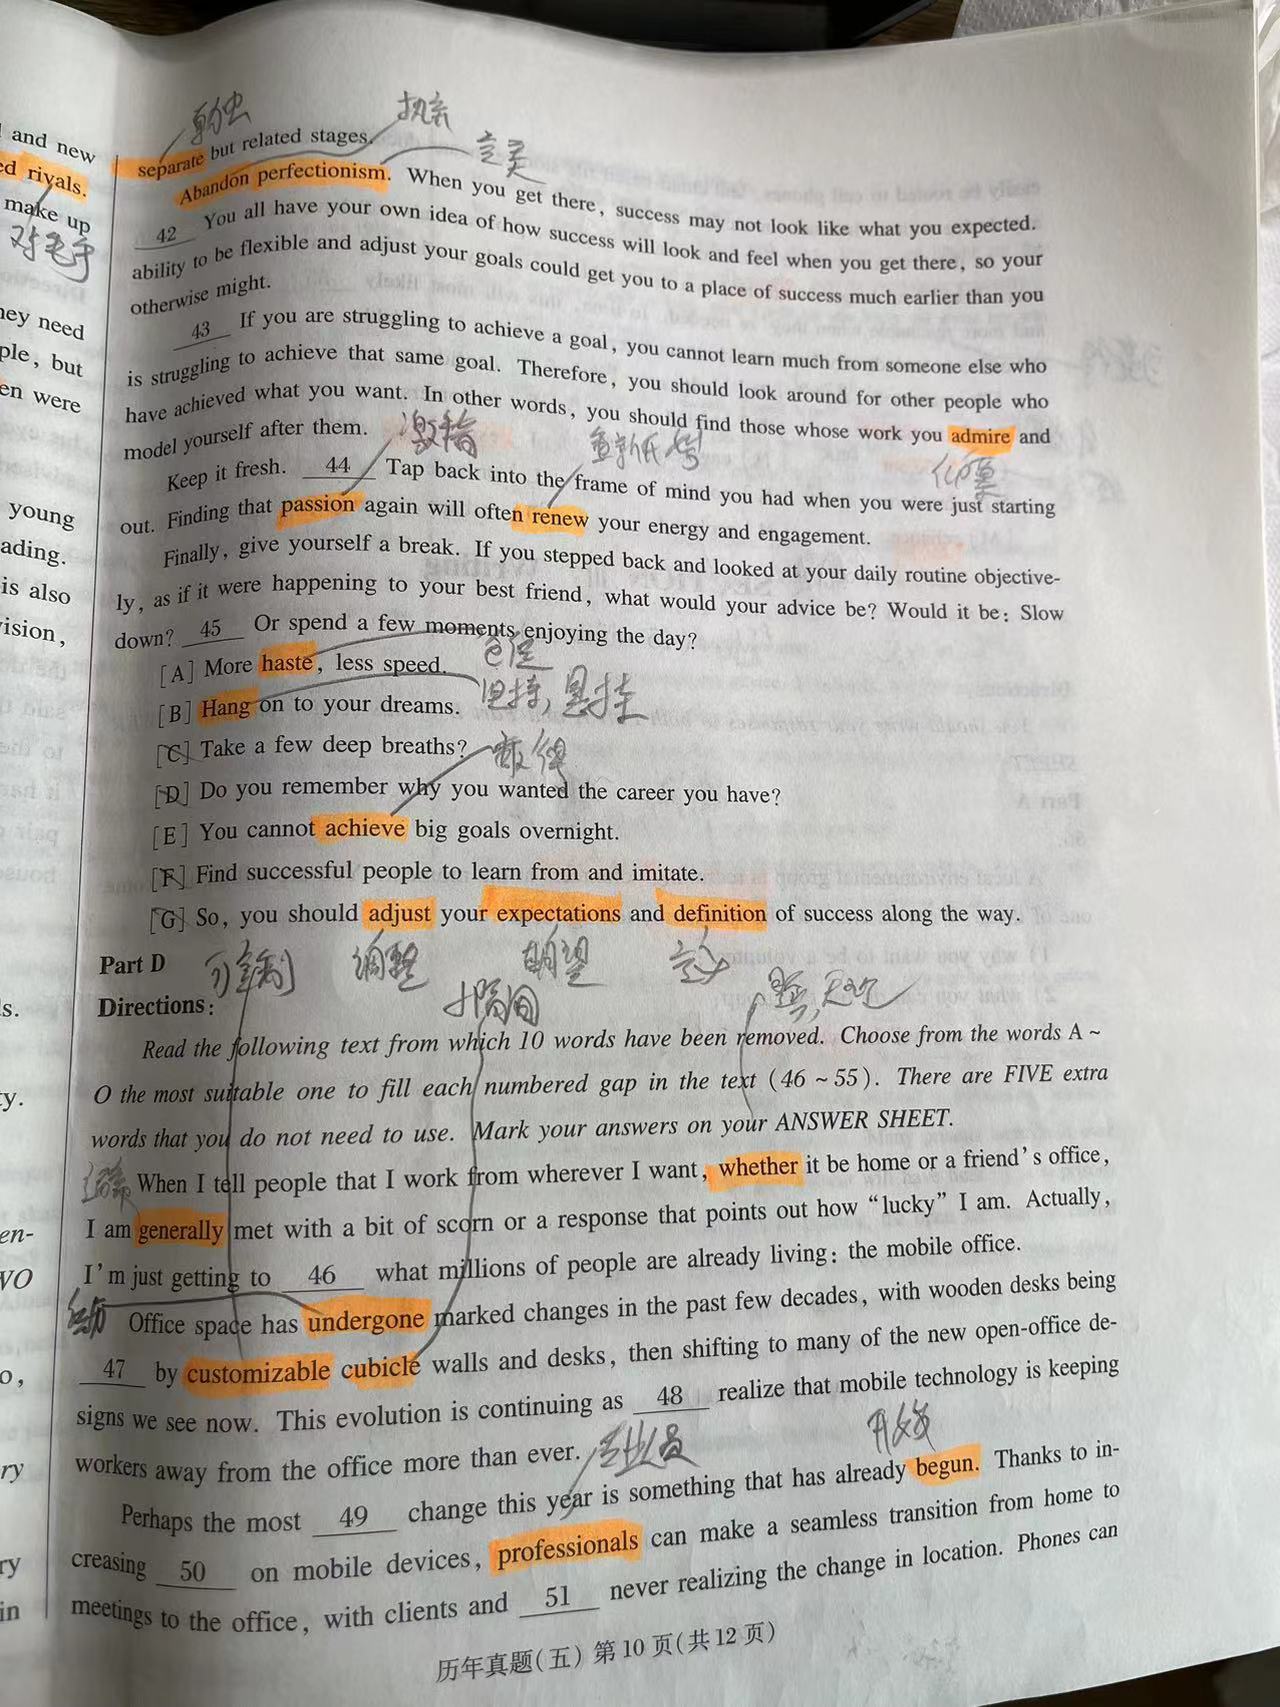 and new
rivals.
make up
对手
ney need
ple, but
en were
young
ading.
is also
vision,
s.
ty.
en-
WO
o,
ry
ry
in
单独
执系
完美
separate but related stages.
Abandon perfectionism. When you get there, success may not look like what you expected.
42 You all have your own idea of how success will look and feel when you get there, so your
ability to be flexible and adjust your goals could get you to a place of success much earlier than you
otherwise might.
43 If you are struggling to achieve a goal, you cannot learn much from someone else who
is struggling to achieve that same goal. Therefore, you should look around for other people who
have achieved what you want. In other words, you should find those whose work you admire and
model yourself after them.
激情
重新
Keep it fresh. 44 Tap back into the frame of mind you had when you were just starting
out. Finding that passion again will often renew your energy and engagement.
Finally, give yourself a break. If you stepped back and looked at your daily routine objective-
ly, as if it were happening to your best friend, what would your advice be? Would it be: Slow
down? 45 Or spend a few moments enjoying the day?
[A] More haste, less speed.
仓促
[B] Hang on to your dreams.
坚持, 悬挂
[C] Take a few deep breaths?
取得
[D] Do you remember why you wanted the career you have?
[E] You cannot achieve big goals overnight.
[F] Find successful people to learn from and imitate.
[G] So, you should adjust your expectations and definition of success along the way.
调整
期望
定义
Part D
Directions:
隔间
Read the following text from which 10 words have been removed. Choose from the words A ~
O the most suitable one to fill each numbered gap in the text (46 ~ 55). There are FIVE extra
words that you do not need to use. Mark your answers on your ANSWER SHEET.
通常
When I tell people that I work from wherever I want, whether it be home or a friend's office,
I am generally met with a bit of scorn or a response that points out how "lucky" I am. Actually,
I'm just getting to 46 what millions of people are already living: the mobile office.
经历
Office space has undergone marked changes in the past few decades, with wooden desks being
47 by customizable cubicle walls and desks, then shifting to many of the new open-office de-
signs we see now. This evolution is continuing as 48 realize that mobile technology is keeping
workers away from the office more than ever.
专业人员
开始
Perhaps the most 49 change this year is something that has already begun. Thanks to in-
creasing 50 on mobile devices, professionals can make a seamless transition from home to
meetings to the office, with clients and 51 never realizing the change in location. Phones can
历年真题(五) 第 10 页(共 12 页)